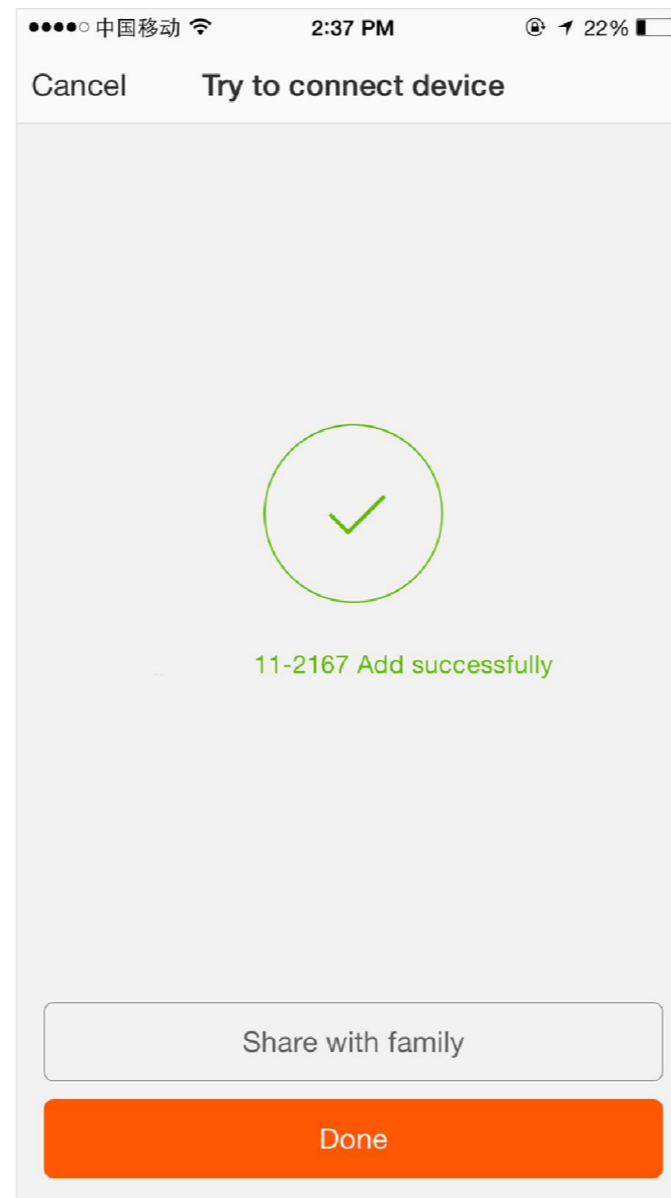 中国移动 2:37 PM 22%
Cancel Try to connect device
11-2167 Add successfully
Share with family
Done